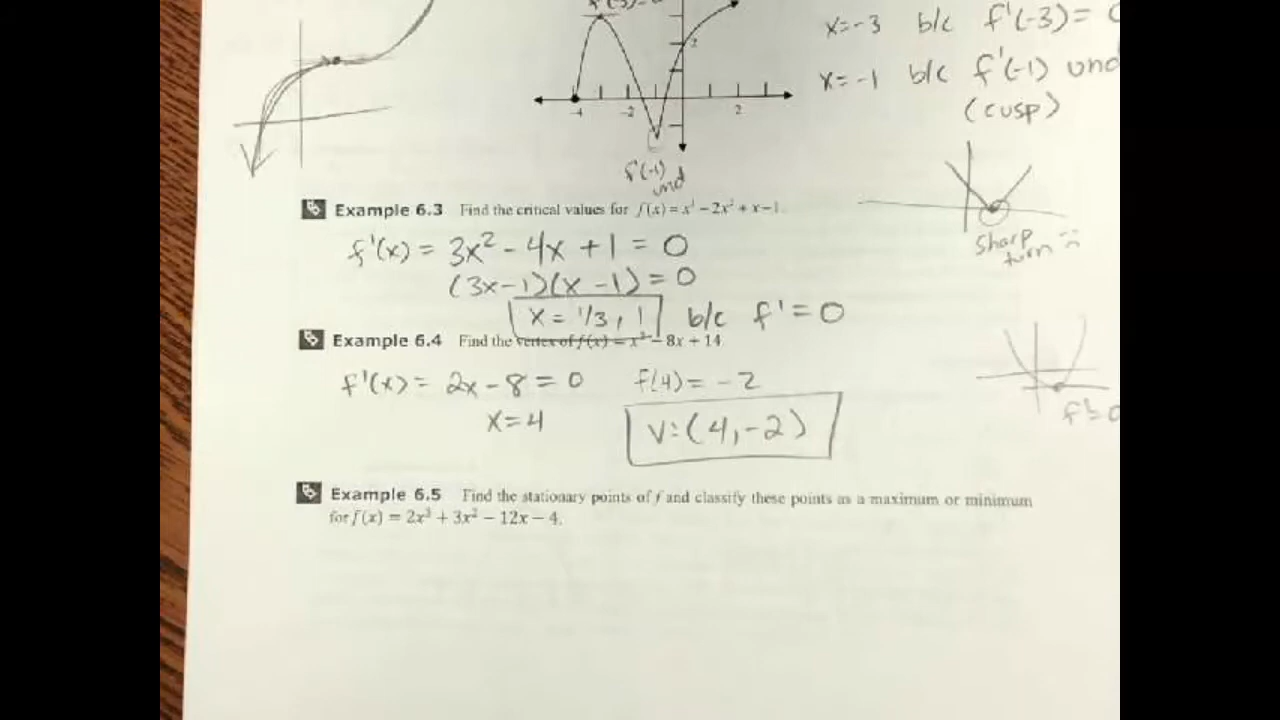 x=-3 b/c f'(-3)=
x=-1 b/c f'(-1) und
(cusp)
2
-4 -2 2
f'(-1)
und
Sharp
turn
Example 6.3 Find the critical values for f(x) = x³ − 2x² + x − 1.
f'(x) = 3x² - 4x + 1 = 0
(3x-1)(x-1)=0
x = 1/3, 1 b/c f' = 0
Example 6.4 Find the vertex of f(x) = x² − 8x + 14.
f'(x) = 2x - 8 = 0 f(4) = -2
x=4 V:(4,-2)
Example 6.5 Find the stationary points of f and classify these points as a maximum or minimum
for f(x) = 2x³ + 3x² − 12x − 4.